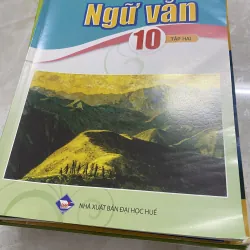 Ngữ văn
10 TẬP HAI
NHÀ XUẤT BẢN ĐẠI HỌC HUẾ